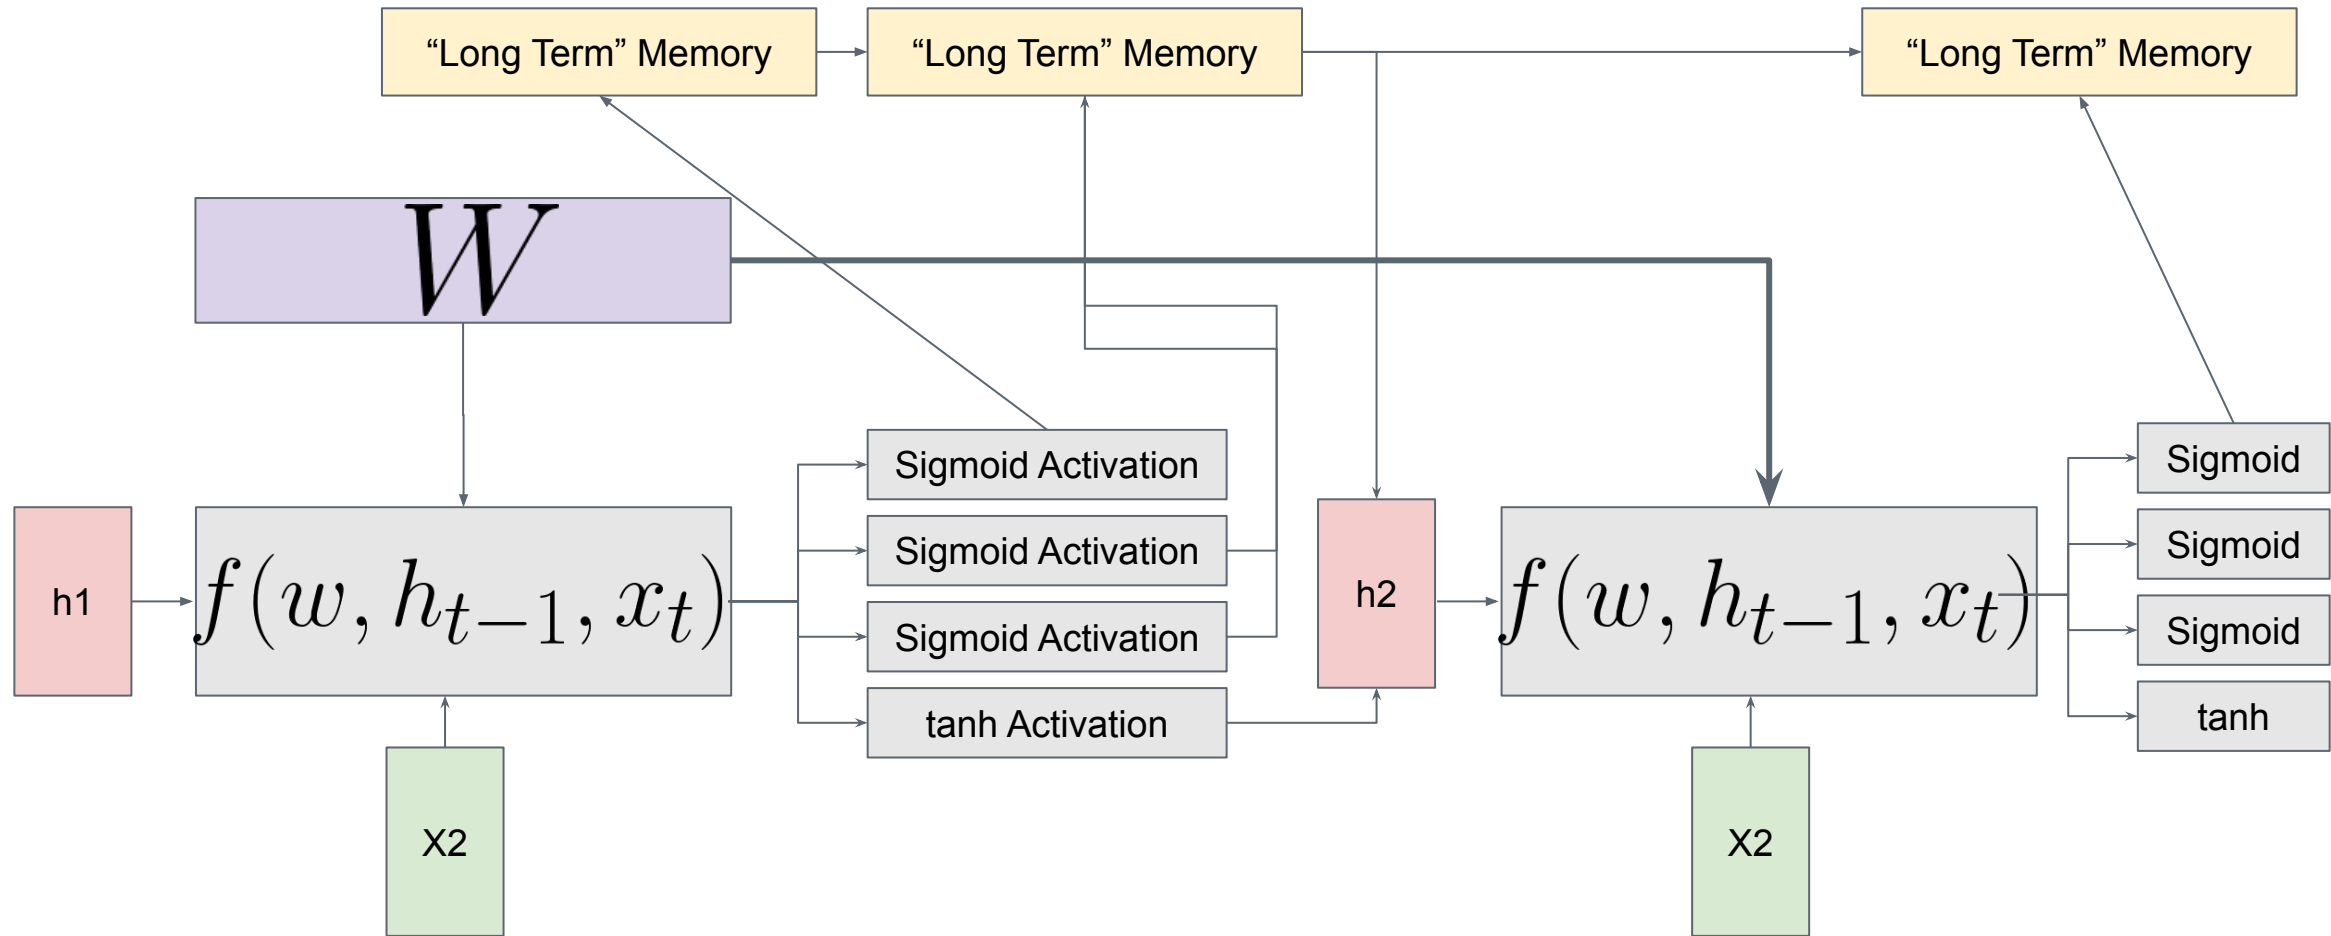 “Long Term” Memory
“Long Term” Memory
“Long Term” Memory
W
h1
f(w, h_{t-1}, x_t)
Sigmoid Activation
Sigmoid Activation
Sigmoid Activation
tanh Activation
X2
h2
f(w, h_{t-1}, x_t)
Sigmoid
Sigmoid
Sigmoid
tanh
X2